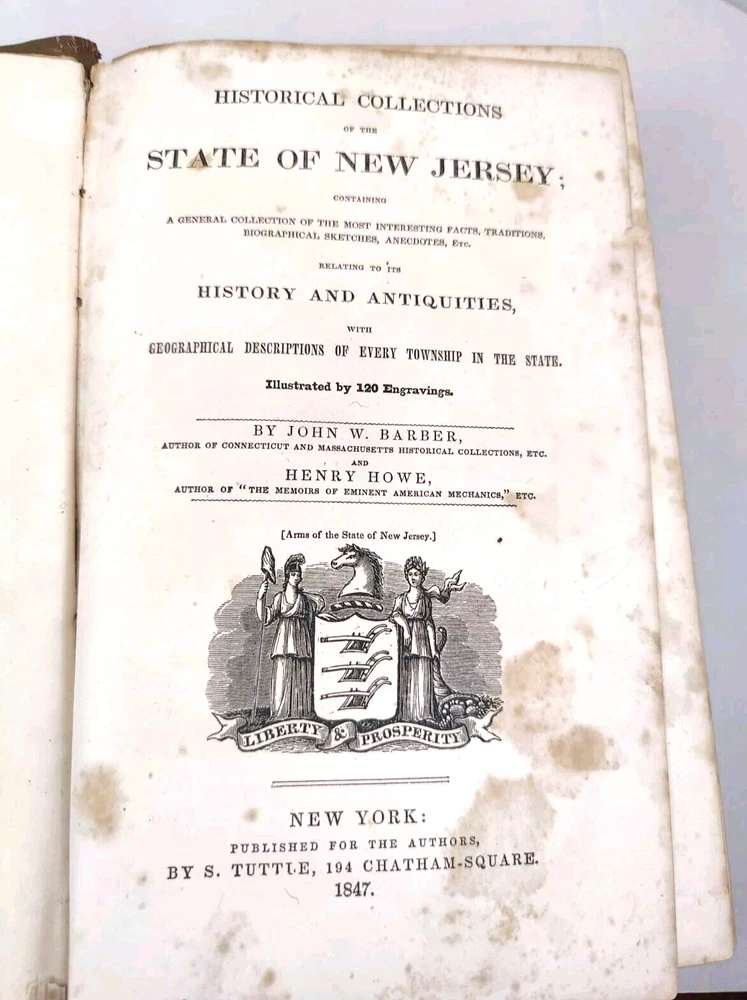 HISTORICAL COLLECTIONS
OF THE
STATE OF NEW JERSEY;
CONTAINING
A GENERAL COLLECTION OF THE MOST INTERESTING FACTS, TRADITIONS,
BIOGRAPHICAL SKETCHES, ANECDOTES, Etc.
RELATING TO ITS
HISTORY AND ANTIQUITIES,
WITH
GEOGRAPHICAL DESCRIPTIONS OF EVERY TOWNSHIP IN THE STATE.
Illustrated by 120 Engravings.
BY JOHN W. BARBER,
AUTHOR OF CONNECTICUT AND MASSACHUSETTS HISTORICAL COLLECTIONS, ETC.
AND
HENRY HOWE,
AUTHOR OF "THE MEMOIRS OF EMINENT AMERICAN MECHANICS," ETC.
[Arms of the State of New Jersey.]
LIBERTY & PROSPERITY
NEW YORK:
PUBLISHED FOR THE AUTHORS,
BY S. TUTTLE, 194 CHATHAM-SQUARE.
1847.